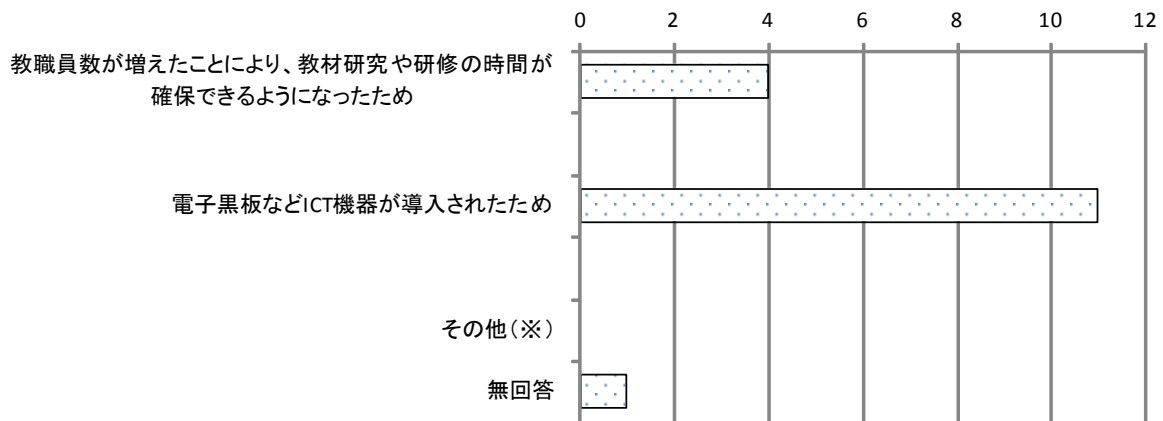 0 2 4 6 8 10 12
教職員数が増えたことにより、教材研究や研修の時間が
確保できるようになったため
電子黒板などICT機器が導入されたため
その他(※)
無回答